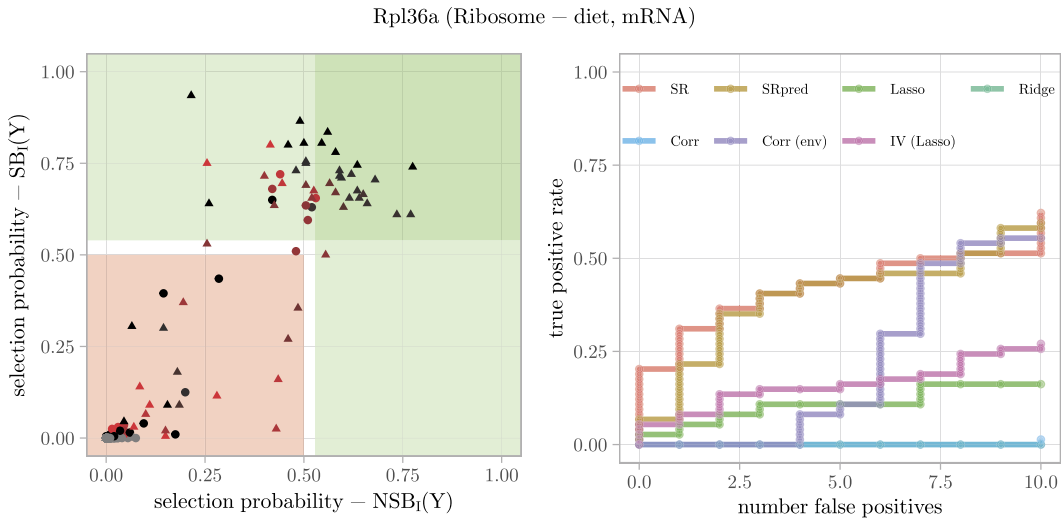 Rpl36a (Ribosome – diet, mRNA)
selection probability – SB_I(Y)
1.00
0.75
0.50
0.25
0.00
0.00 0.25 0.50 0.75 1.00
selection probability – NSB_I(Y)
true positive rate
1.00
0.75
0.50
0.25
0.00
SR SRpred Lasso Ridge
Corr Corr (env) IV (Lasso)
0.0 2.5 5.0 7.5 10.0
number false positives